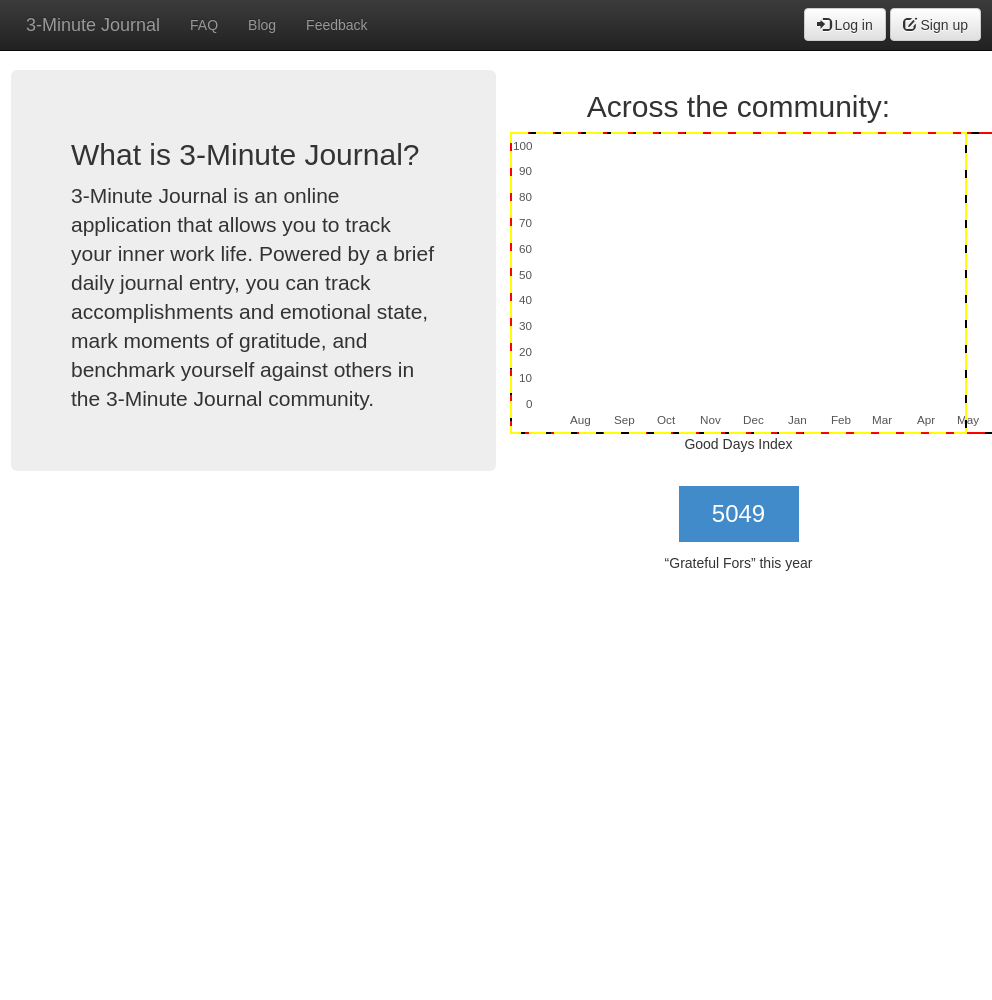 3-Minute Journal FAQ Blog Feedback Log in Sign up
What is 3-Minute Journal?
3-Minute Journal is an online
application that allows you to track
your inner work life. Powered by a brief
daily journal entry, you can track
accomplishments and emotional state,
mark moments of gratitude, and
benchmark yourself against others in
the 3-Minute Journal community.
Across the community:
100
90
80
70
60
50
40
30
20
10
0
Aug Sep Oct Nov Dec Jan Feb Mar Apr May
Good Days Index
5049
“Grateful Fors” this year